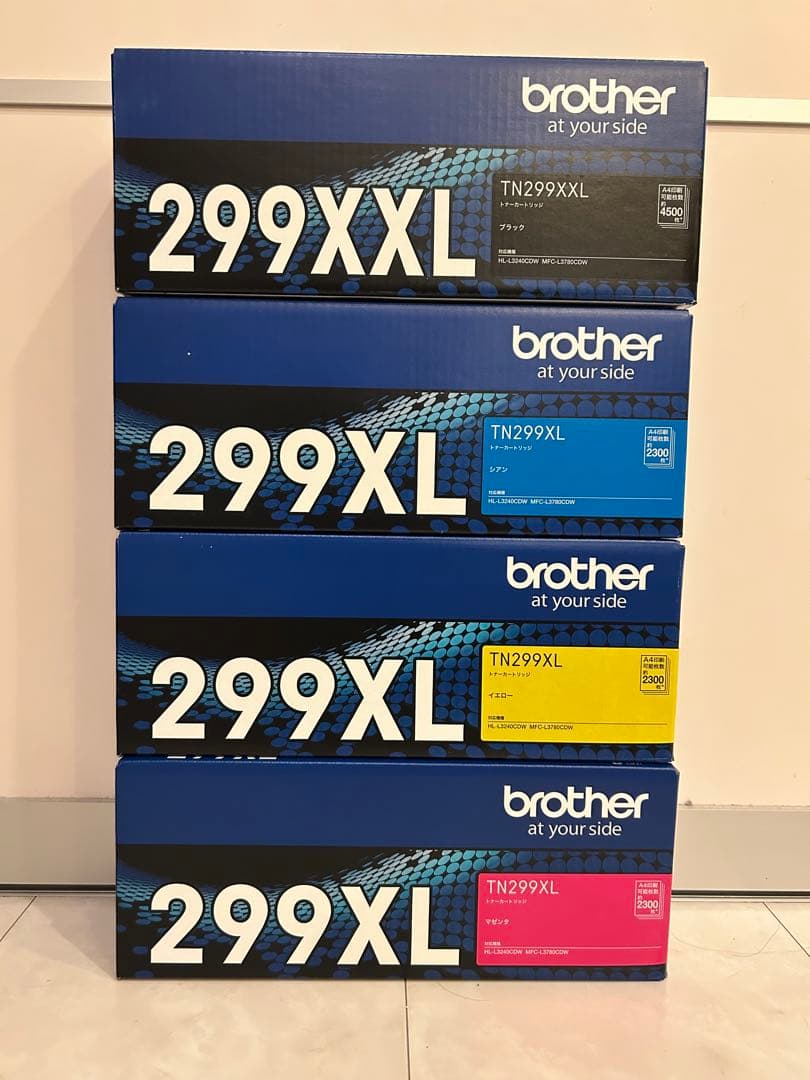 brother
at your side
299XXL
TN299XXL
トナーカートリッジ
ブラック
対応機種
HL-L3240CDW MFC-L3780CDW
A4印刷
可能枚数
約
4500
枚*
brother
at your side
299XL
TN299XL
トナーカートリッジ
シアン
対応機種
HL-L3240CDW MFC-L3780CDW
A4印刷
可能枚数
約
2300
枚*
brother
at your side
299XL
TN299XL
トナーカートリッジ
イエロー
対応機種
HL-L3240CDW MFC-L3780CDW
A4印刷
可能枚数
約
2300
枚*
brother
at your side
299XL
TN299XL
トナーカートリッジ
マゼンタ
対応機種
HL-L3240CDW MFC-L3780CDW
A4印刷
可能枚数
約
2300
枚*